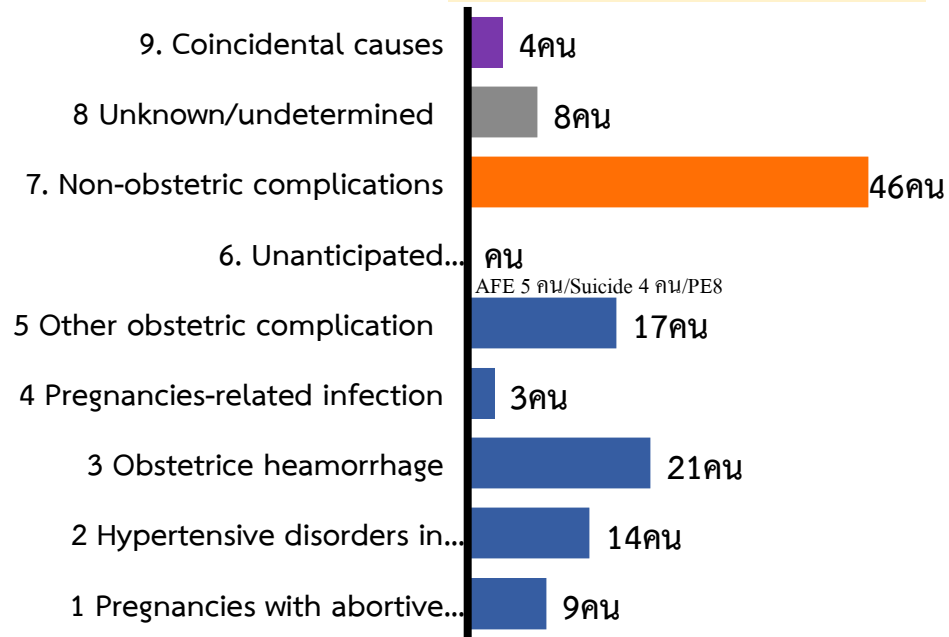 9. Coincidental causes 4คน
8 Unknown/undetermined 8คน
7. Non-obstetric complications 46คน
6. Unanticipated... คน
AFE 5 คน/Suicide 4 คน/PE8
5 Other obstetric complication 17คน
4 Pregnancies-related infection 3คน
3 Obstetrice heamorrhage 21คน
2 Hypertensive disorders in... 14คน
1 Pregnancies with abortive... 9คน